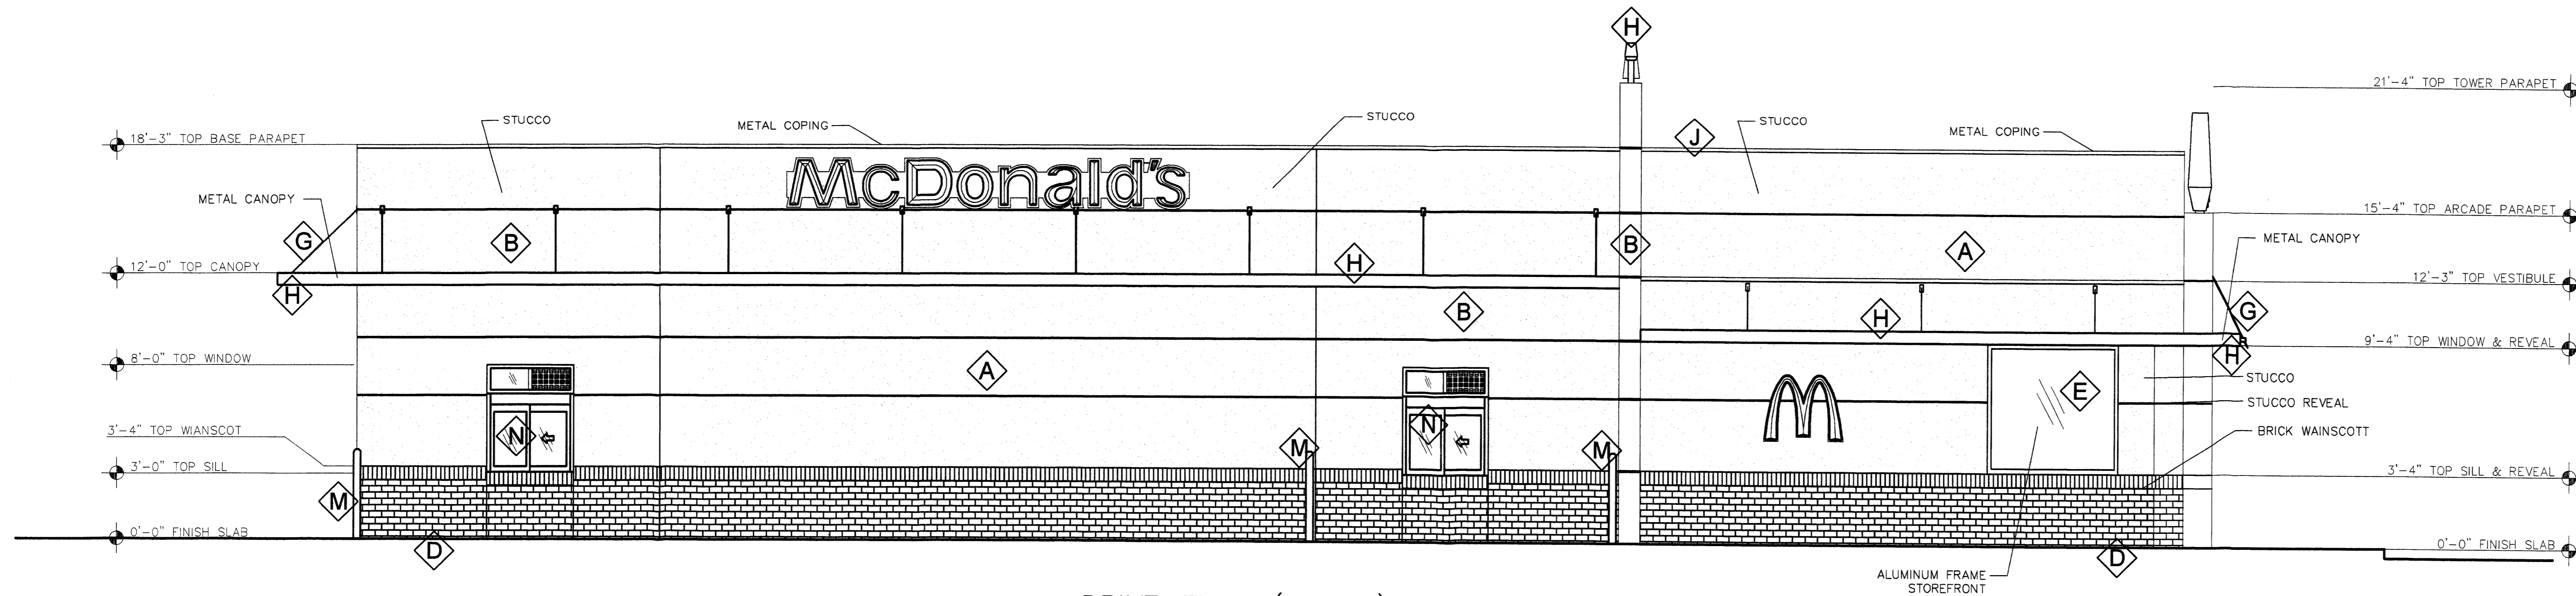 H
21'-4" TOP TOWER PARAPET
STUCCO
METAL COPING
STUCCO
STUCCO
METAL COPING
18'-3" TOP BASE PARAPET
J
McDonald's
METAL CANOPY
15'-4" TOP ARCADE PARAPET
G
B
B
A
METAL CANOPY
12'-0" TOP CANOPY
H
12'-3" TOP VESTIBULE
H
B
H
G
8'-0" TOP WINDOW
A
H
9'-4" TOP WINDOW & REVEAL
STUCCO
E
M
STUCCO REVEAL
3'-4" TOP WIANSCOT
N
N
BRICK WAINSCOTT
M
M
3'-0" TOP SILL
3'-4" TOP SILL & REVEAL
M
0'-0" FINISH SLAB
D
D
0'-0" FINISH SLAB
ALUMINUM FRAME
STOREFRONT